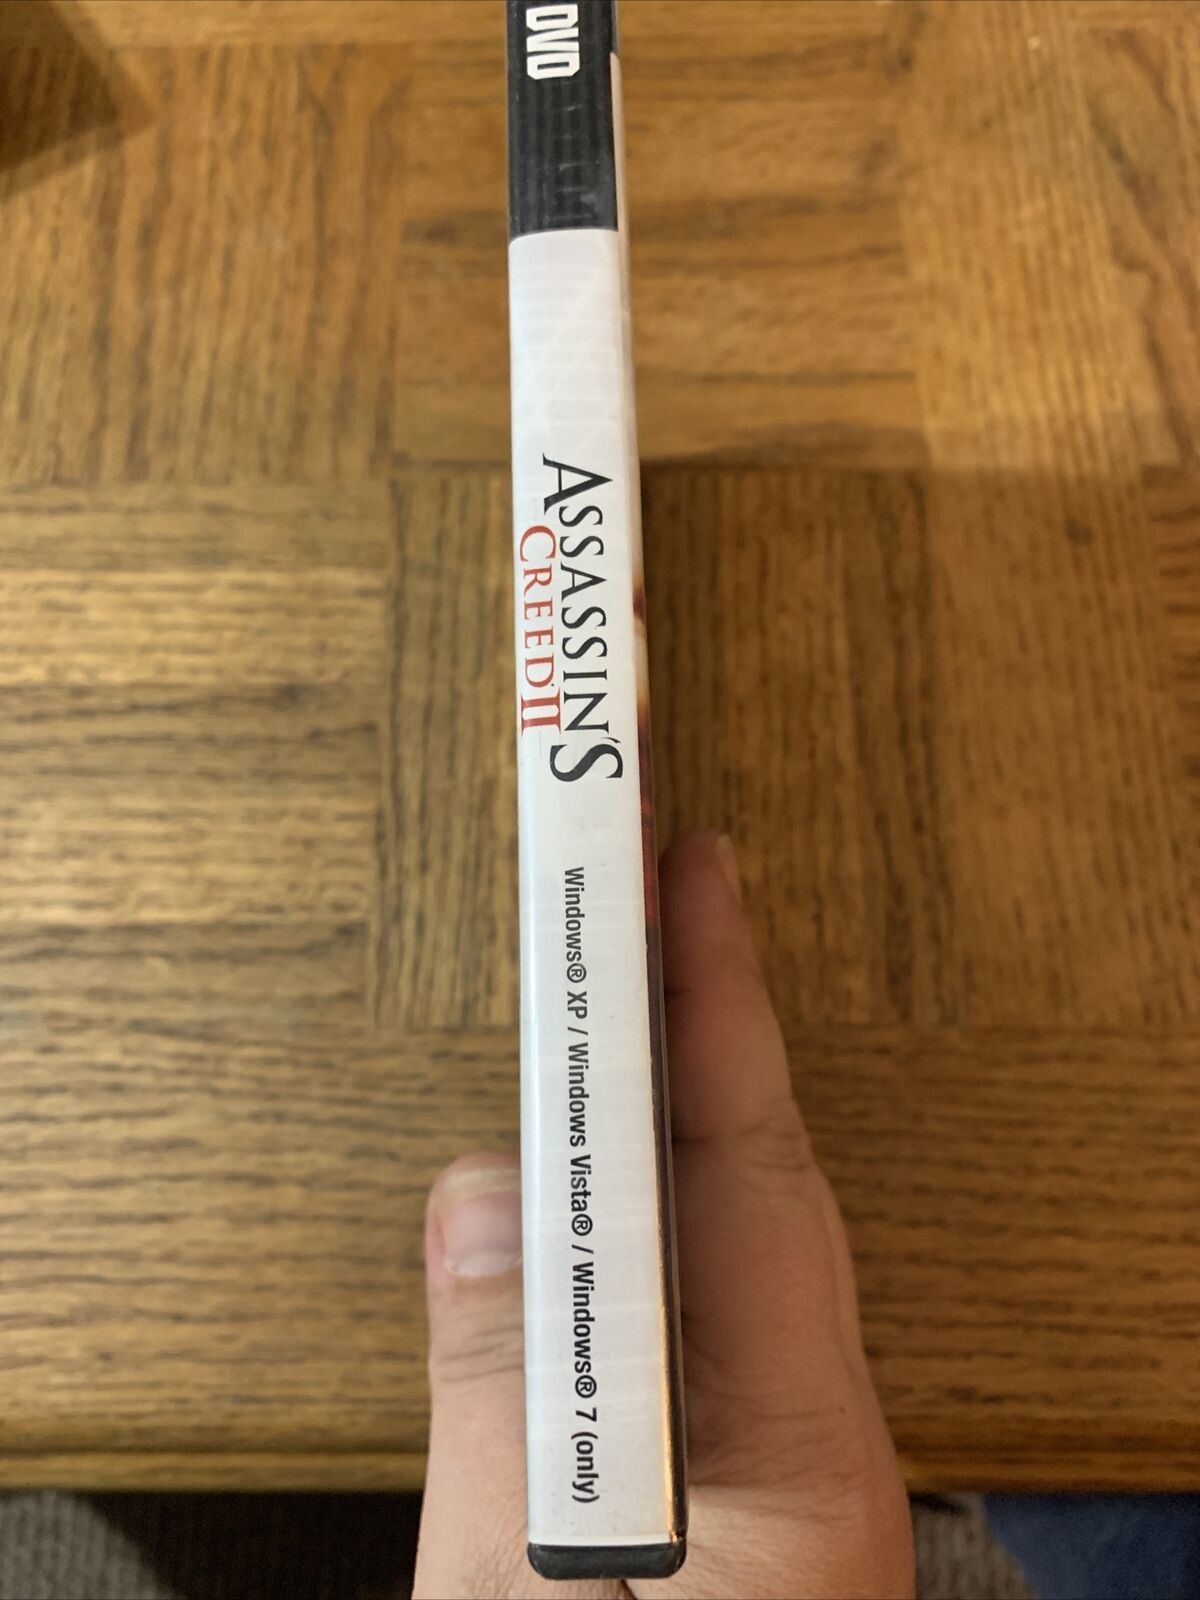 DVD
ASSASSIN'S
CREED II
Windows® XP / Windows Vista® / Windows® 7 (only)